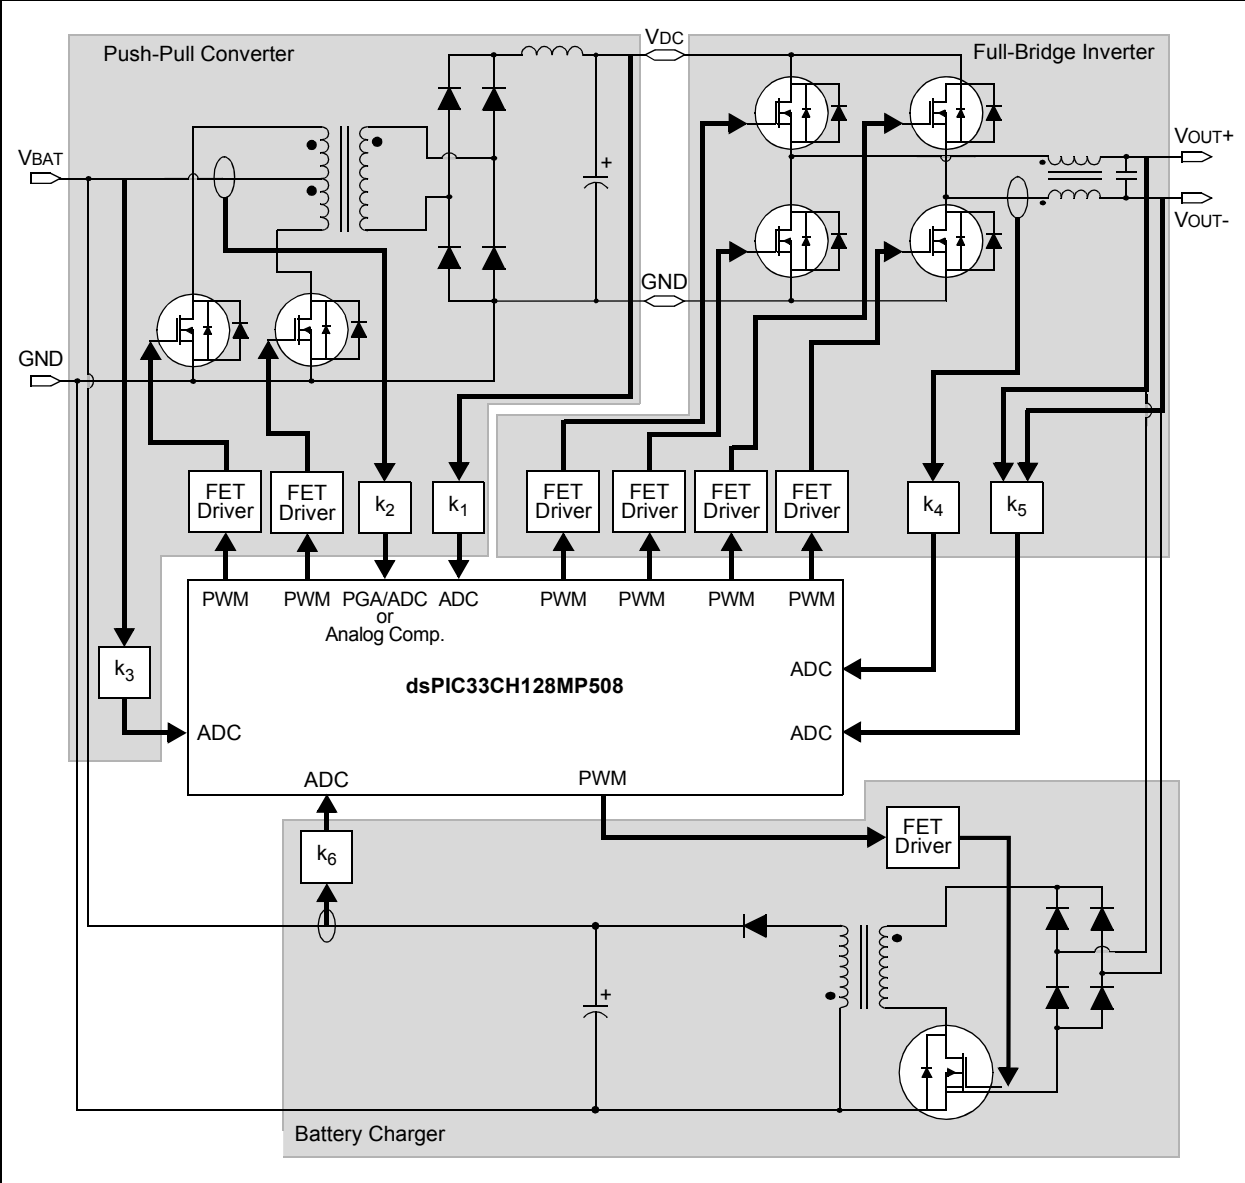 Push-Pull Converter
VDC
Full-Bridge Inverter
VBAT
VOUT+
VOUT-
GND
GND
+
FET
Driver
FET
Driver
k2
k1
FET
Driver
FET
Driver
FET
Driver
FET
Driver
k4
k5
PWM
PWM
PGA/ADC
or
Analog Comp.
ADC
PWM
PWM
PWM
PWM
k3
ADC
dsPIC33CH128MP508
ADC
ADC
ADC
PWM
k6
FET
Driver
+
Battery Charger